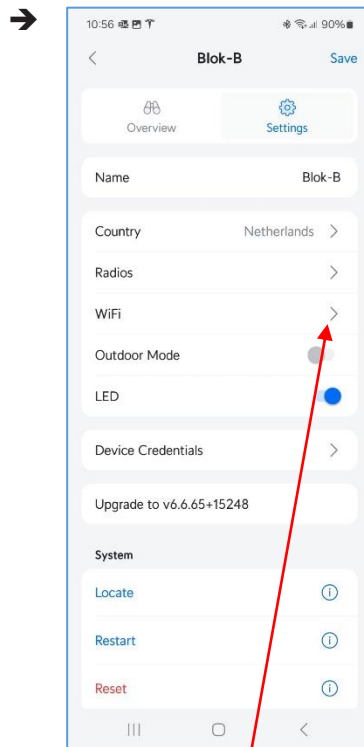 10:56 90%
Blok-B Save
Overview Settings
Name Blok-B
Country Netherlands
Radios
WiFi
Outdoor Mode
LED
Device Credentials
Upgrade to v6.6.65+15248
System
Locate
Restart
Reset